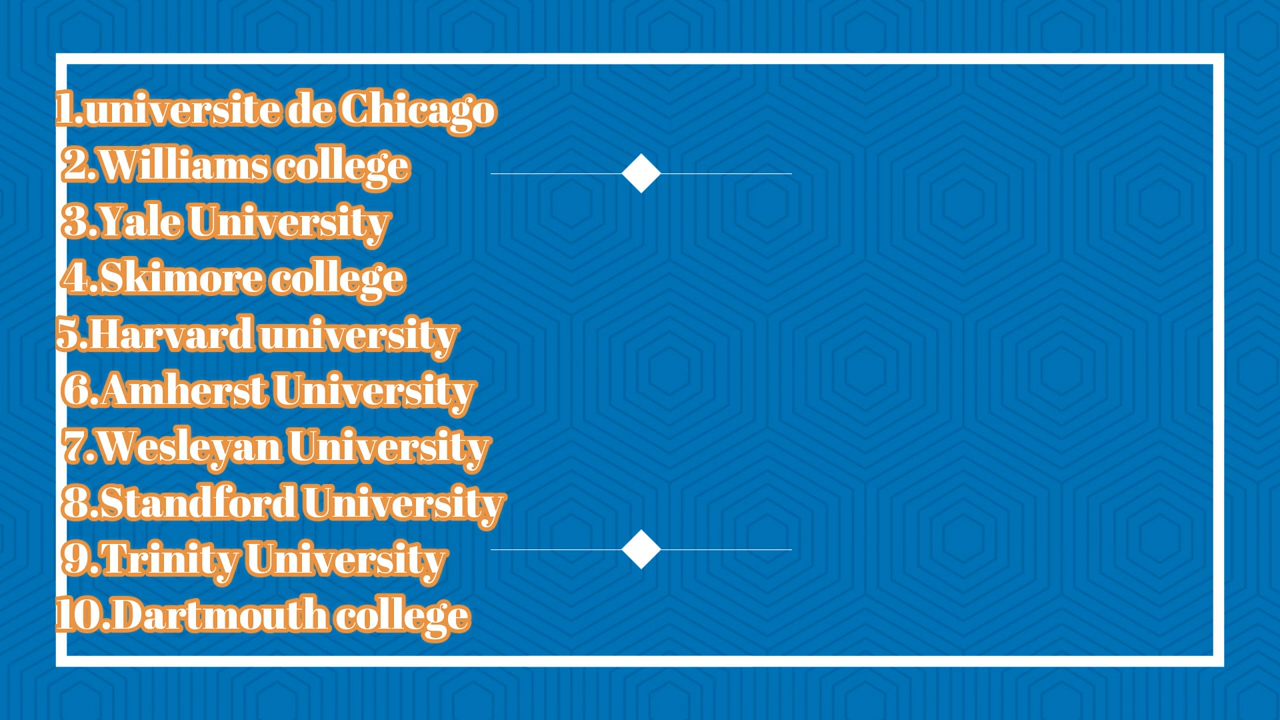 1.universite de Chicago
2.Williams college
3.Yale University
4.Skimore college
5.Harvard university
6.Amherst University
7.Wesleyan University
8.Standford University
9.Trinity University
10.Dartmouth college